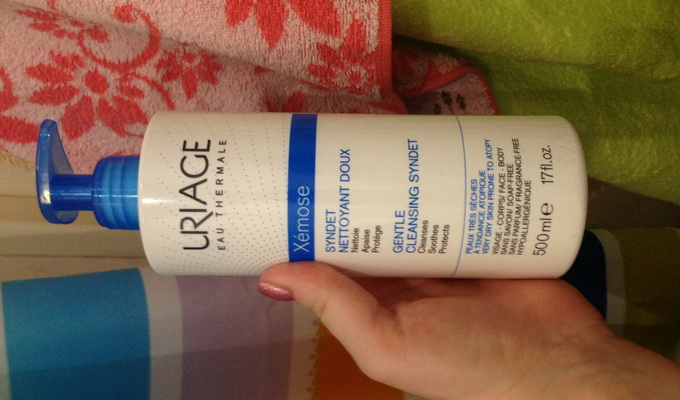 URIAGE
EAU THERMALE
Xémose
SYNDET
NETTOYANT DOUX
Nettoie
Apaise
Protège
GENTLE
CLEANSING SYNDET
Cleanses
Soothes
Protects
PEAUX TRÈS SÈCHES
À TENDANCE ATOPIQUE
VERY DRY SKIN PRONE TO ATOPY
VISAGE - CORPS/ FACE - BODY
SANS SAVON/ SOAP-FREE
SANS PARFUM/ FRAGRANCE-FREE
HYPOALLERGÉNIQUE
500ml℮ 17fl.oz.